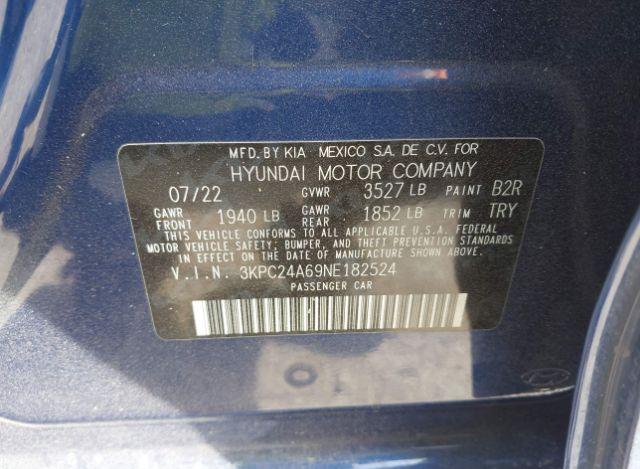 MFD. BY KIA MEXICO S.A. DE C.V. FOR
HYUNDAI MOTOR COMPANY
07/22 GVWR 3527 LB PAINT B2R
GAWR FRONT 1940 LB GAWR REAR 1852 LB TRIM TRY
THIS VEHICLE CONFORMS TO ALL APPLICABLE U.S.A. FEDERAL
MOTOR VEHICLE SAFETY, BUMPER, AND THEFT PREVENTION STANDARDS
IN EFFECT ON THE DATE OF MANUFACTURE SHOWN ABOVE.
V.I.N. 3KPC24A69NE182524
PASSENGER CAR